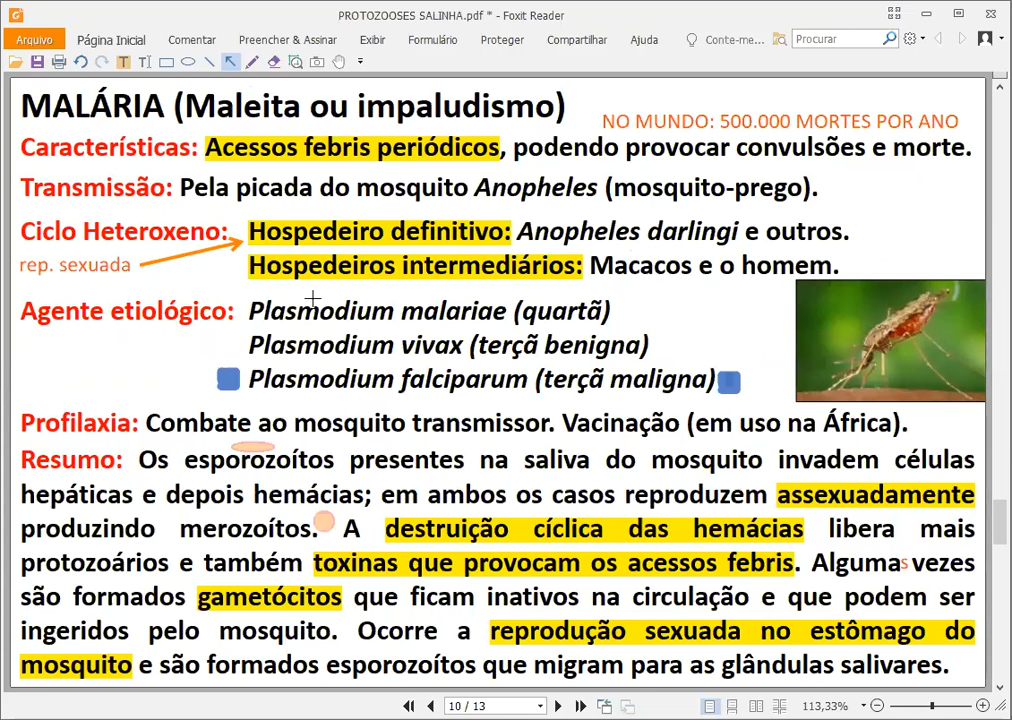 PROTOZOOSES SALINHA.pdf * - Foxit Reader
Arquivo Página Inicial Comentar Preencher & Assinar Exibir Formulário Proteger Compartilhar Ajuda Conte-me... Procurar
MALÁRIA (Maleita ou impaludismo)
NO MUNDO: 500.000 MORTES POR ANO
Características: Acessos febris periódicos, podendo provocar convulsões e morte.
Transmissão: Pela picada do mosquito Anopheles (mosquito-prego).
Ciclo Heteroxeno: Hospedeiro definitivo: Anopheles darlingi e outros.
rep. sexuada
Hospedeiros intermediários: Macacos e o homem.
Agente etiológico: Plasmodium malariae (quartã)
Plasmodium vivax (terçã benigna)
Plasmodium falciparum (terçã maligna)
Profilaxia: Combate ao mosquito transmissor. Vacinação (em uso na África).
Resumo: Os esporozoítos presentes na saliva do mosquito invadem células
hepáticas e depois hemácias; em ambos os casos reproduzem assexuadamente
produzindo merozoítos. A destruição cíclica das hemácias libera mais
protozoários e também toxinas que provocam os acessos febris. Algumas vezes
são formados gametócitos que ficam inativos na circulação e que podem ser
ingeridos pelo mosquito. Ocorre a reprodução sexuada no estômago do
mosquito e são formados esporozoítos que migram para as glândulas salivares.
10 / 13 113,33%